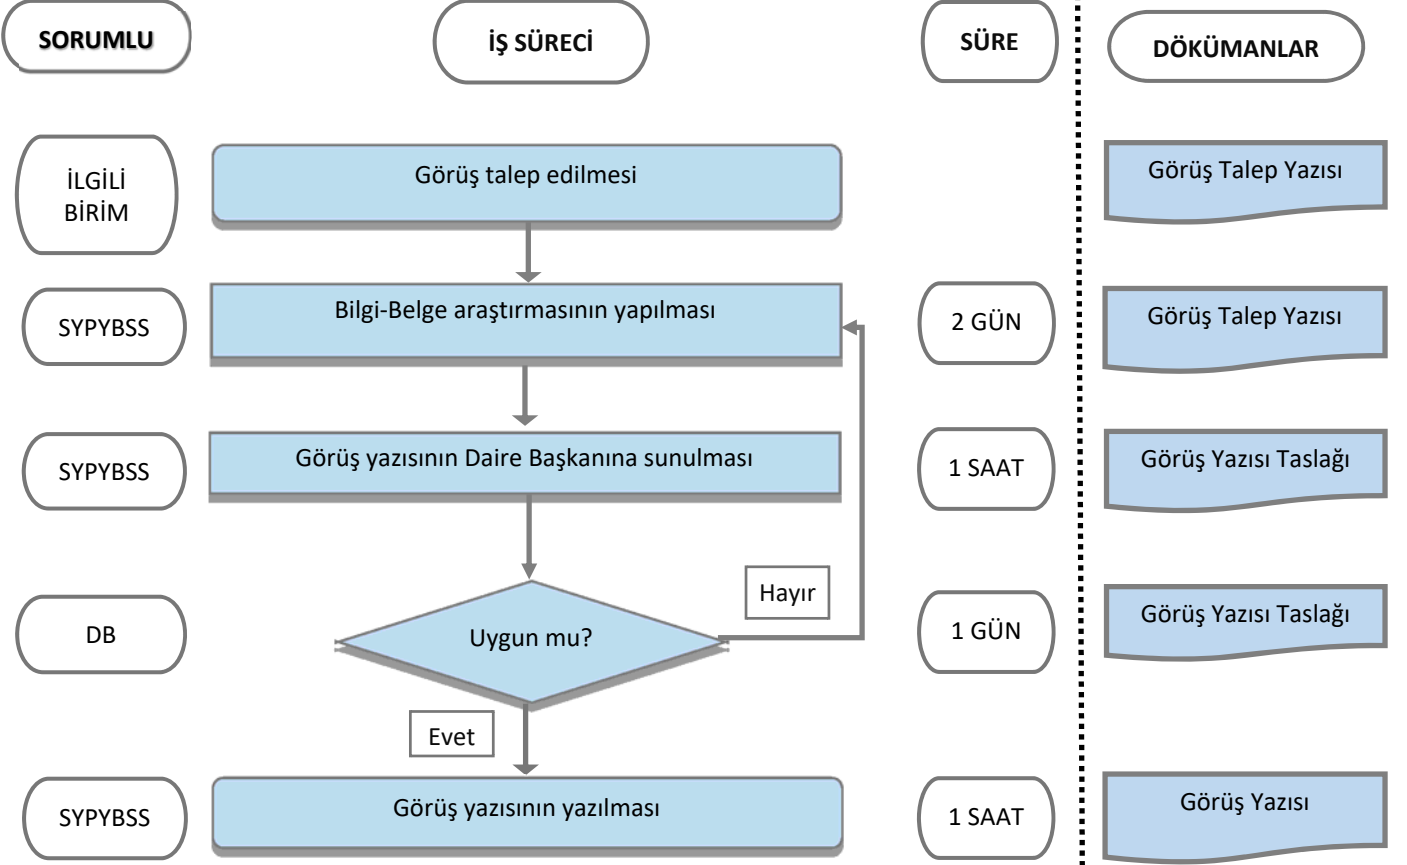 SORUMLU
İŞ SÜRECİ
SÜRE
DÖKÜMANLAR
İLGİLİ
BİRİM
Görüş talep edilmesi
Görüş Talep Yazısı
SYPYBSS
Bilgi-Belge araştırmasının yapılması
2 GÜN
Görüş Talep Yazısı
SYPYBSS
Görüş yazısının Daire Başkanına sunulması
1 SAAT
Görüş Yazısı Taslağı
DB
Uygun mu?
Hayır
1 GÜN
Görüş Yazısı Taslağı
Evet
SYPYBSS
Görüş yazısının yazılması
1 SAAT
Görüş Yazısı